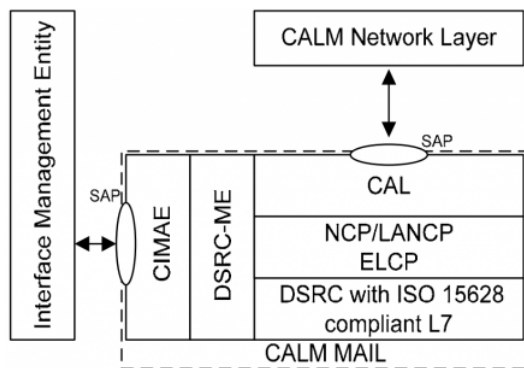 Interface Management Entity
CALM Network Layer
SAP
SAP
CIMAE
DSRC-ME
CAL
NCP/LANCP
ELCP
DSRC with ISO 15628
compliant L7
CALM MAIL